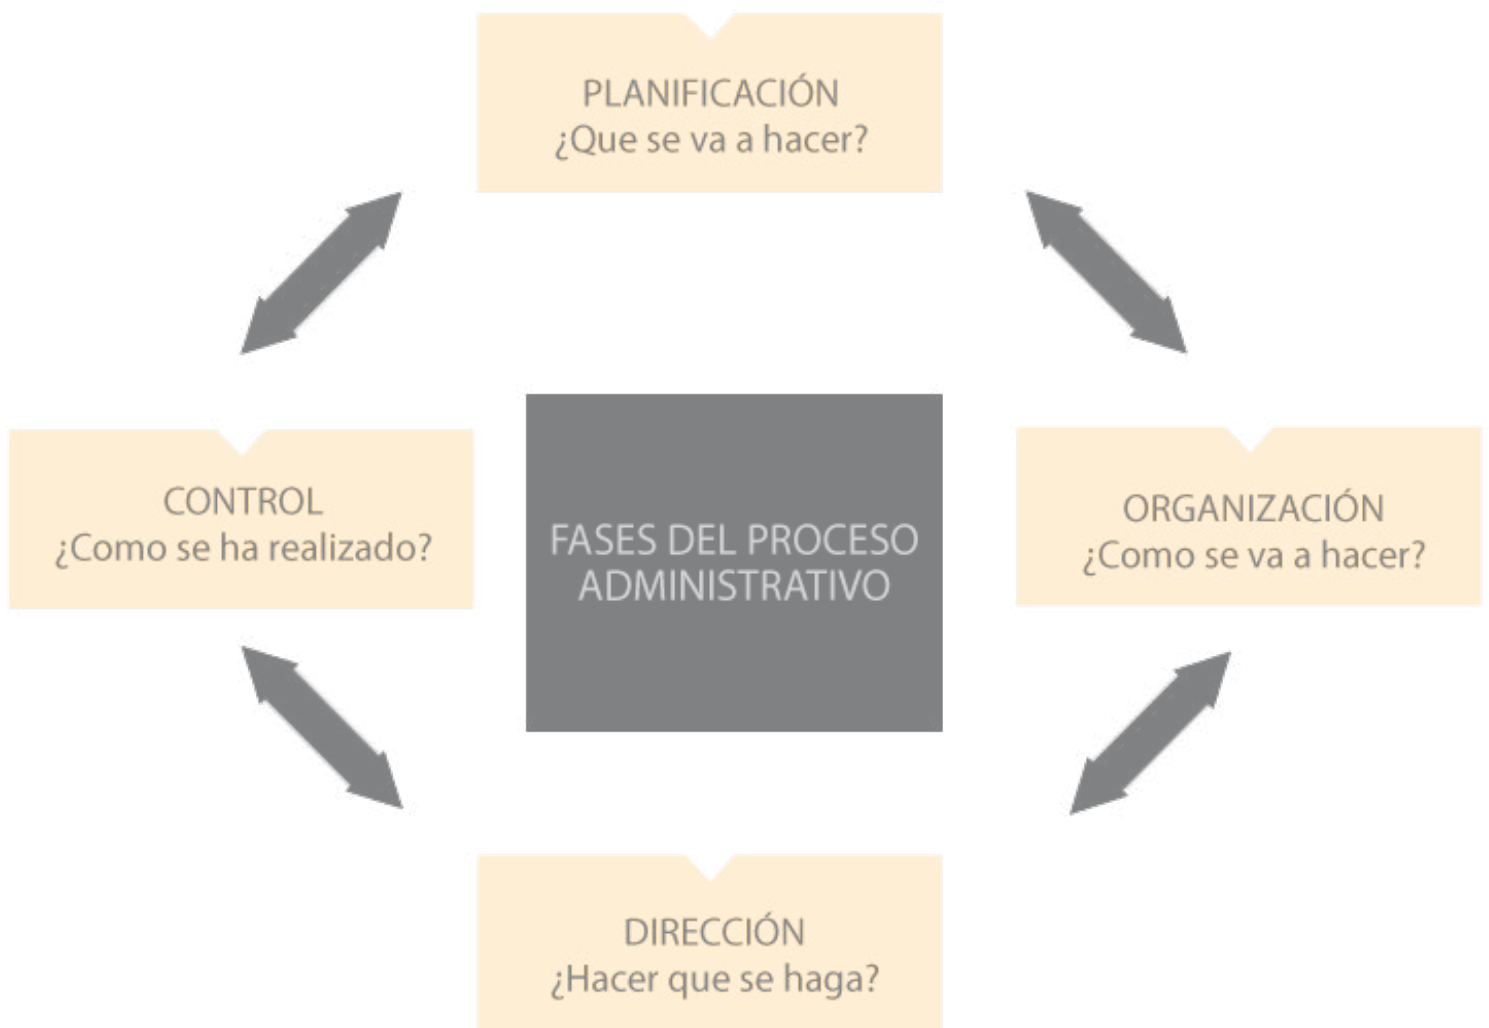 PLANIFICACIÓN
¿Que se va a hacer?
CONTROL
¿Como se ha realizado?
FASES DEL PROCESO
ADMINISTRATIVO
ORGANIZACIÓN
¿Como se va a hacer?
DIRECCIÓN
¿Hacer que se haga?